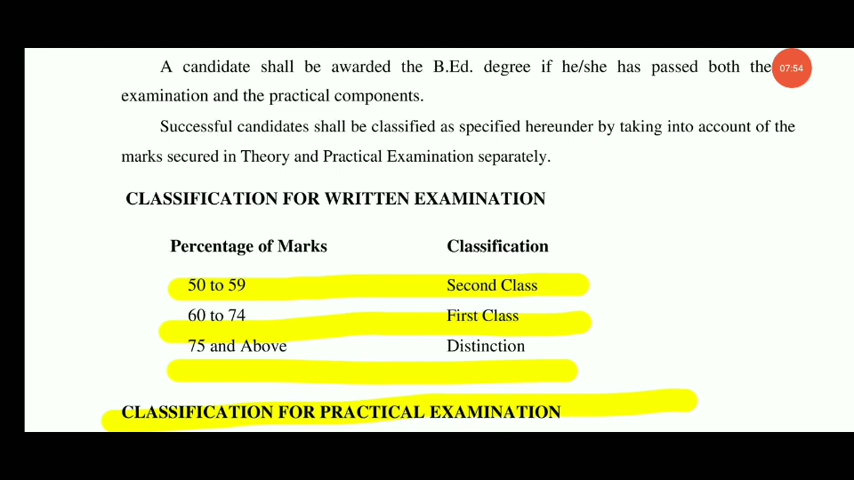 A candidate shall be awarded the B.Ed. degree if he/she has passed both the
07:54
examination and the practical components.
Successful candidates shall be classified as specified hereunder by taking into account of the
marks secured in Theory and Practical Examination separately.
CLASSIFICATION FOR WRITTEN EXAMINATION
Percentage of Marks Classification
50 to 59 Second Class
60 to 74 First Class
75 and Above Distinction
CLASSIFICATION FOR PRACTICAL EXAMINATION